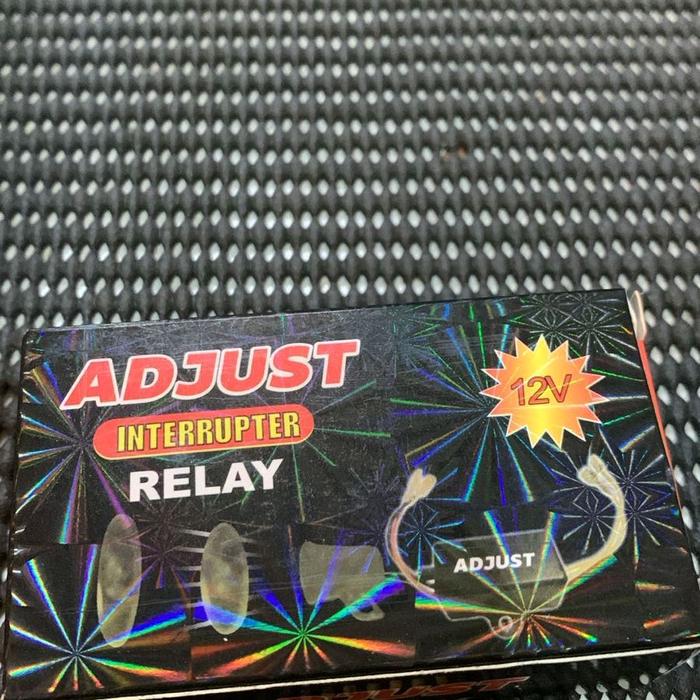 ADJUST
INTERRUPTER
RELAY
12V
ADJUST